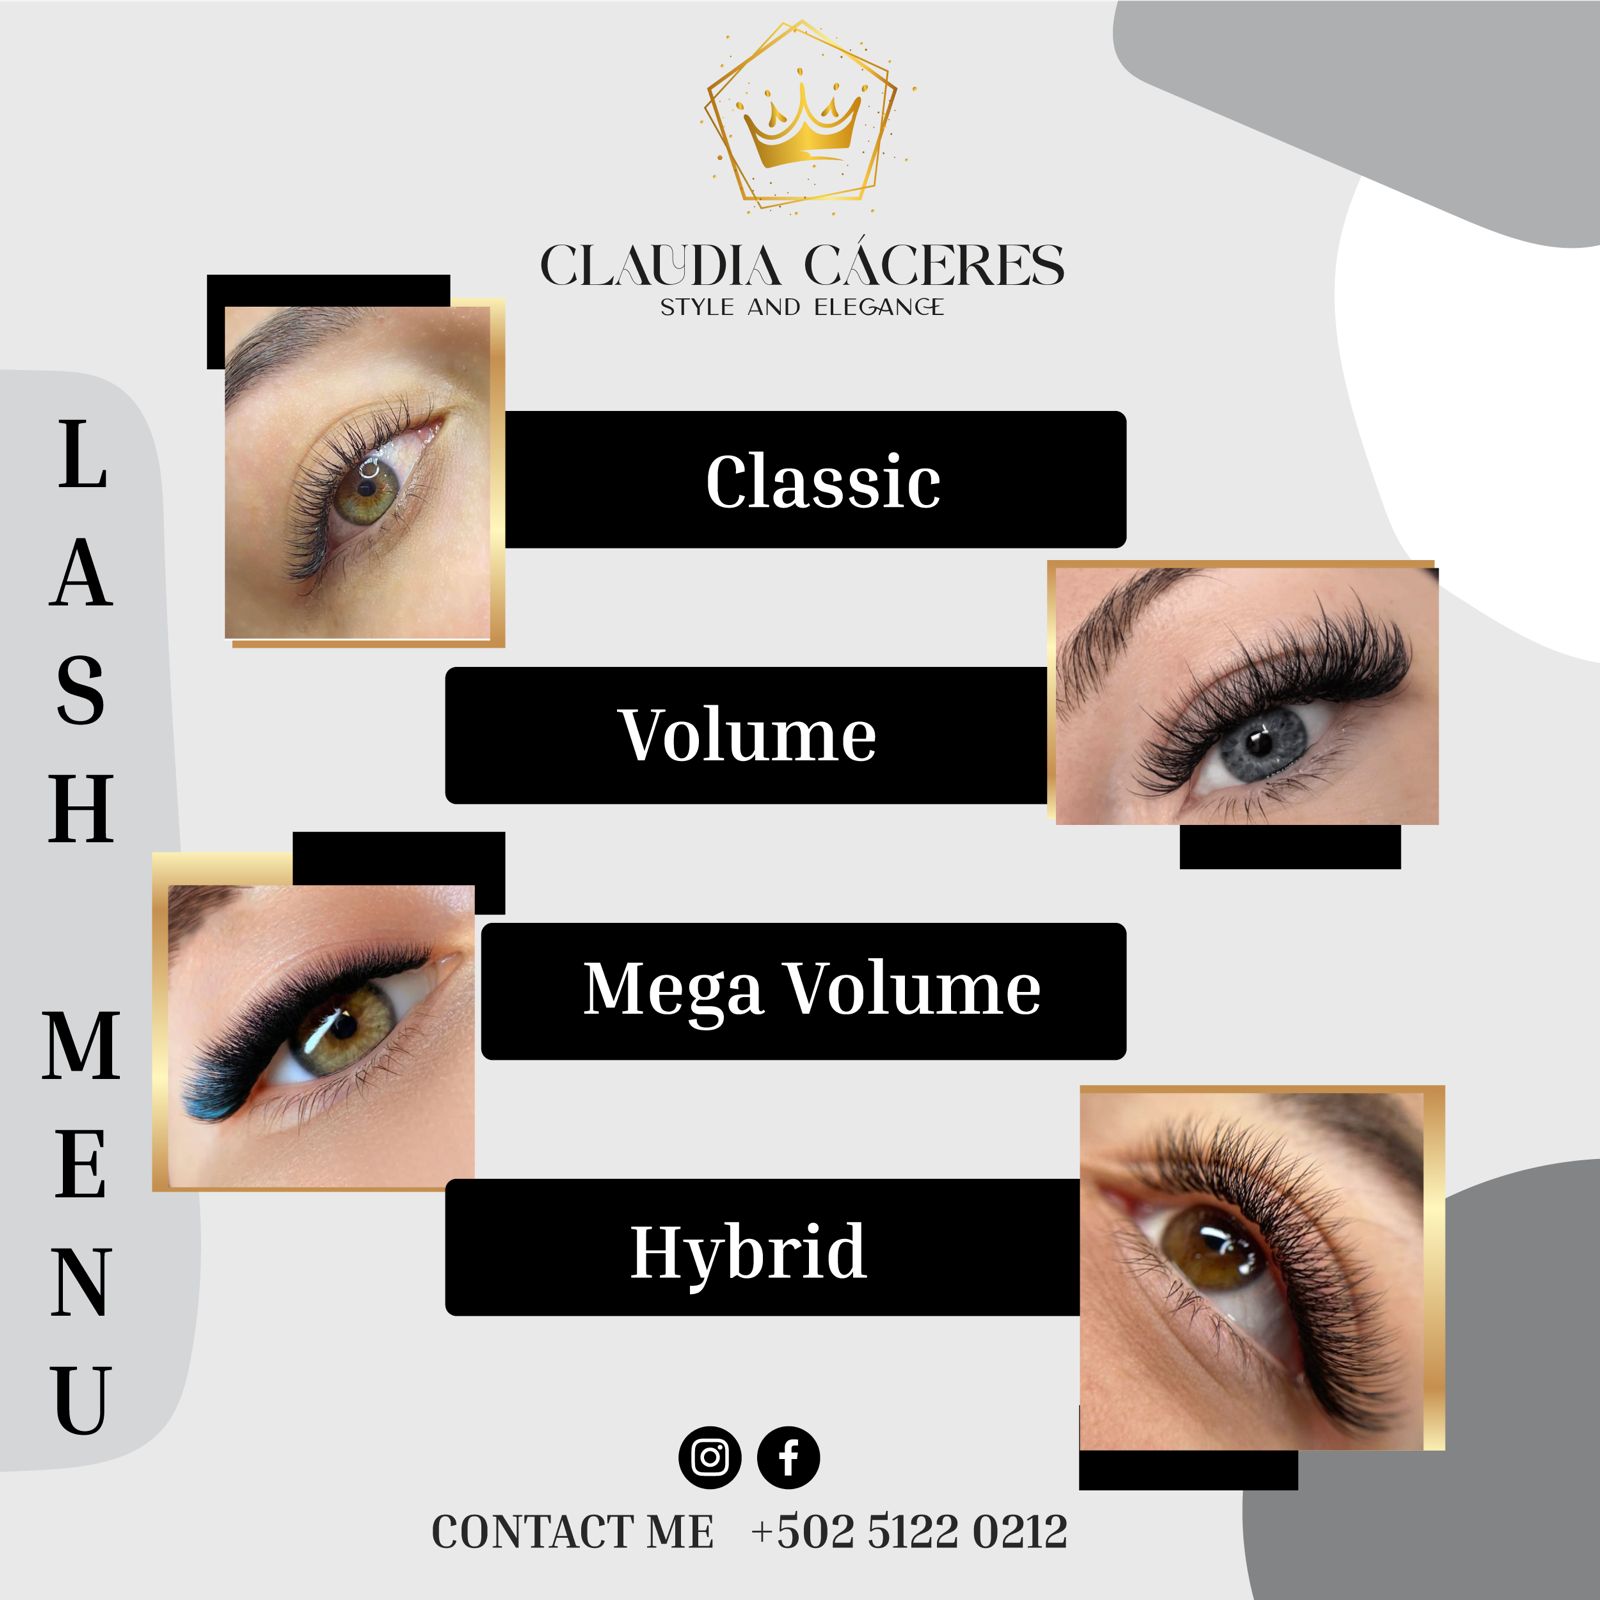 CLAUDIA CÁCERES
STYLE AND ELEGANCE
LASH MENU
Classic
Volume
Mega Volume
Hybrid
CONTACT ME +502 5122 0212